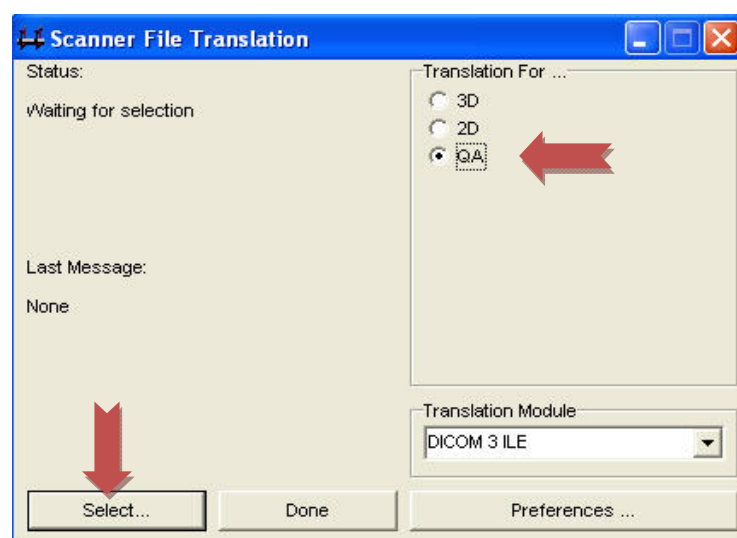 Scanner File Translation
Status:
Waiting for selection
Last Message:
None
Translation For ...
3D
2D
QA
Translation Module
DICOM 3 ILE
Select...
Done
Preferences ...